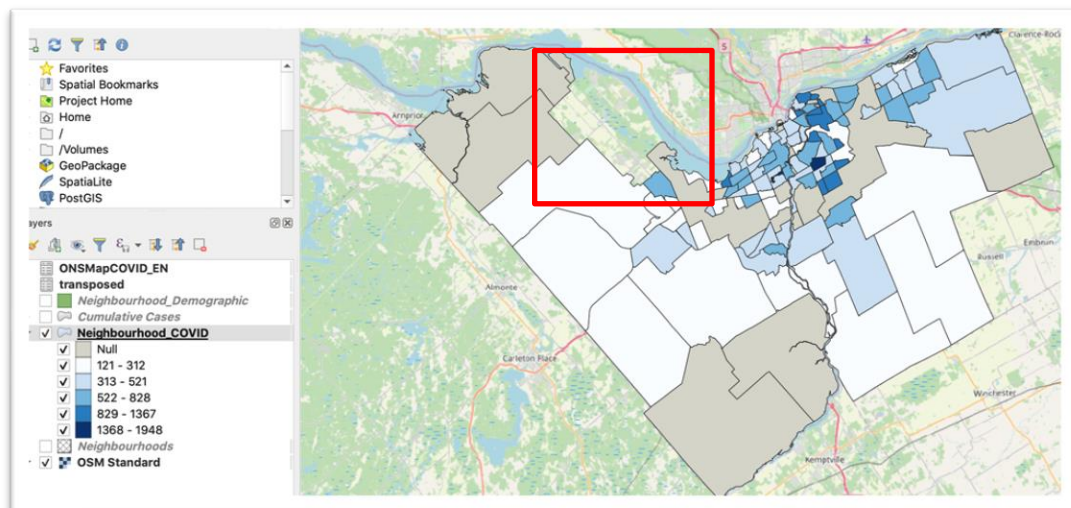 Favorites
Spatial Bookmarks
Project Home
Home
/
/Volumes
GeoPackage
SpatiaLite
PostGIS
ayers
ONSMapCOVID_EN
transposed
Neighbourhood_Demographic
Cumulative Cases
Neighbourhood_COVID
Null
121 - 312
313 - 521
522 - 828
829 - 1367
1368 - 1948
Neighbourhoods
OSM Standard
5
Clarence-Rock
Arnprior
Embrun
Russell
Almonte
Carleton Place
Winchester
Kemptville